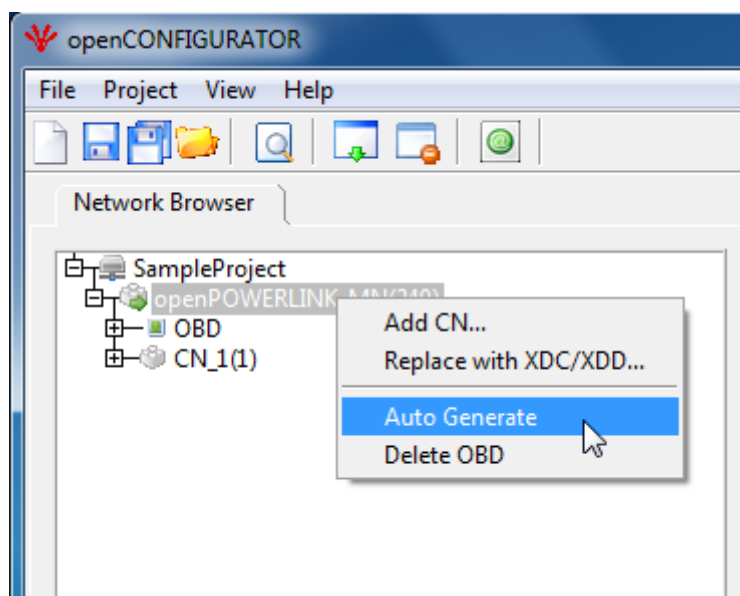 openCONFIGURATOR
File Project View Help
Network Browser
SampleProject
openPOWERLINK_MN(240)
OBD
CN_1(1)
Add CN...
Replace with XDC/XDD...
Auto Generate
Delete OBD